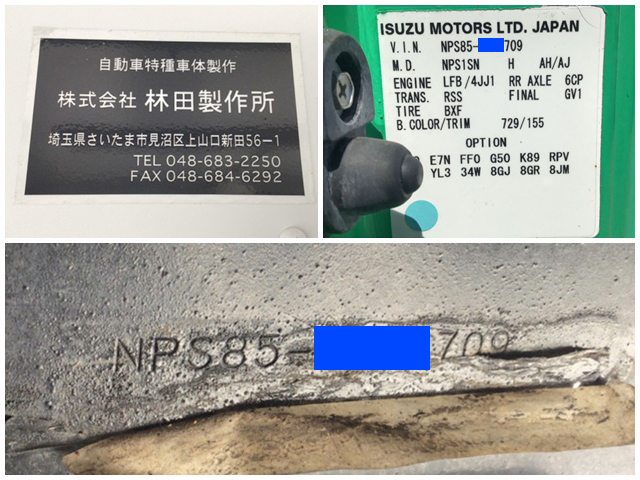 自動車特種車体製作
株式会社 林田製作所
埼玉県さいたま市見沼区上山口新田56-1
TEL 048-683-2250
FAX 048-684-6292
ISUZU MOTORS LTD. JAPAN
V.I.N. NPS85- 709
M.D. NPS1SN H AH/AJ
ENGINE LFB/4JJ1 RR AXLE 6CP
TRANS. RSS FINAL GV1
TIRE BXF
B.COLOR/TRIM 729/155
OPTION
E7N FF0 G50 K89 RPV
YL3 34W 8GJ 8GR 8JM
NPS85- 709